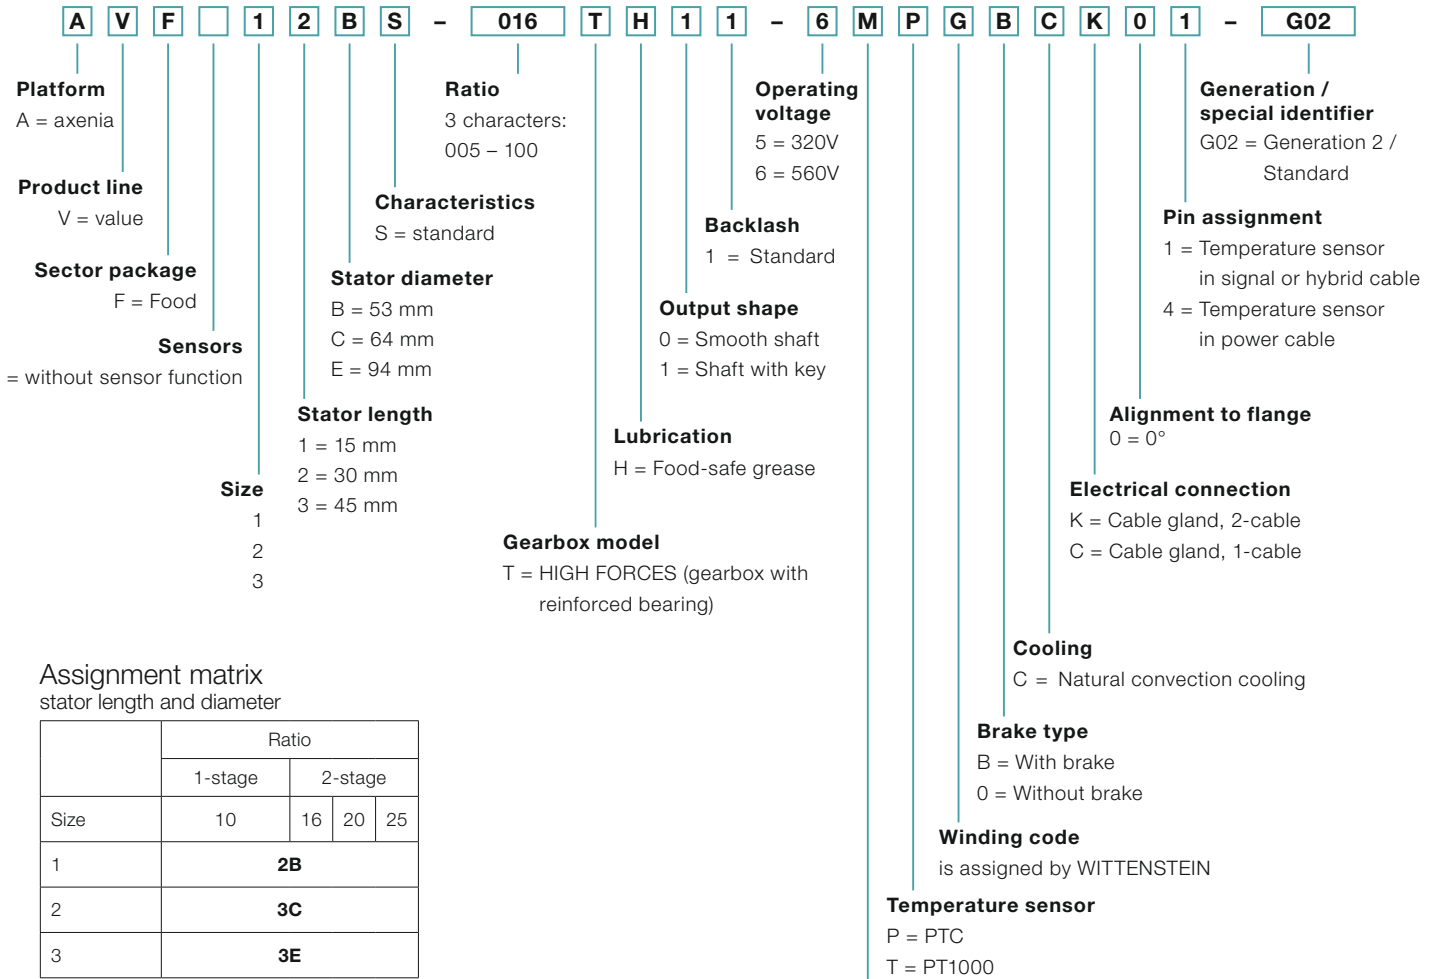 A V F 1 2 B S – 016 T H 1 1 – 6 M P G B C K 0 1 – G02
Platform
A = axenia
Product line
V = value
Sector package
F = Food
Sensors
= without sensor function
Size
1
2
3
Stator length
1 = 15 mm
2 = 30 mm
3 = 45 mm
Stator diameter
B = 53 mm
C = 64 mm
E = 94 mm
Characteristics
S = standard
Ratio
3 characters:
005 – 100
Gearbox model
T = HIGH FORCES (gearbox with
reinforced bearing)
Lubrication
H = Food-safe grease
Output shape
0 = Smooth shaft
1 = Shaft with key
Backlash
1 = Standard
Operating
voltage
5 = 320V
6 = 560V
Temperature sensor
P = PTC
T = PT1000
Winding code
is assigned by WITTENSTEIN
Brake type
B = With brake
0 = Without brake
Cooling
C = Natural convection cooling
Electrical connection
K = Cable gland, 2-cable
C = Cable gland, 1-cable
Alignment to flange
0 = 0°
Pin assignment
1 = Temperature sensor
in signal or hybrid cable
4 = Temperature sensor
in power cable
Generation /
special identifier
G02 = Generation 2 /
Standard
Assignment matrix
stator length and diameter
Ratio
1-stage 2-stage
Size 10 16 20 25
1 2B
2 3C
3 3E